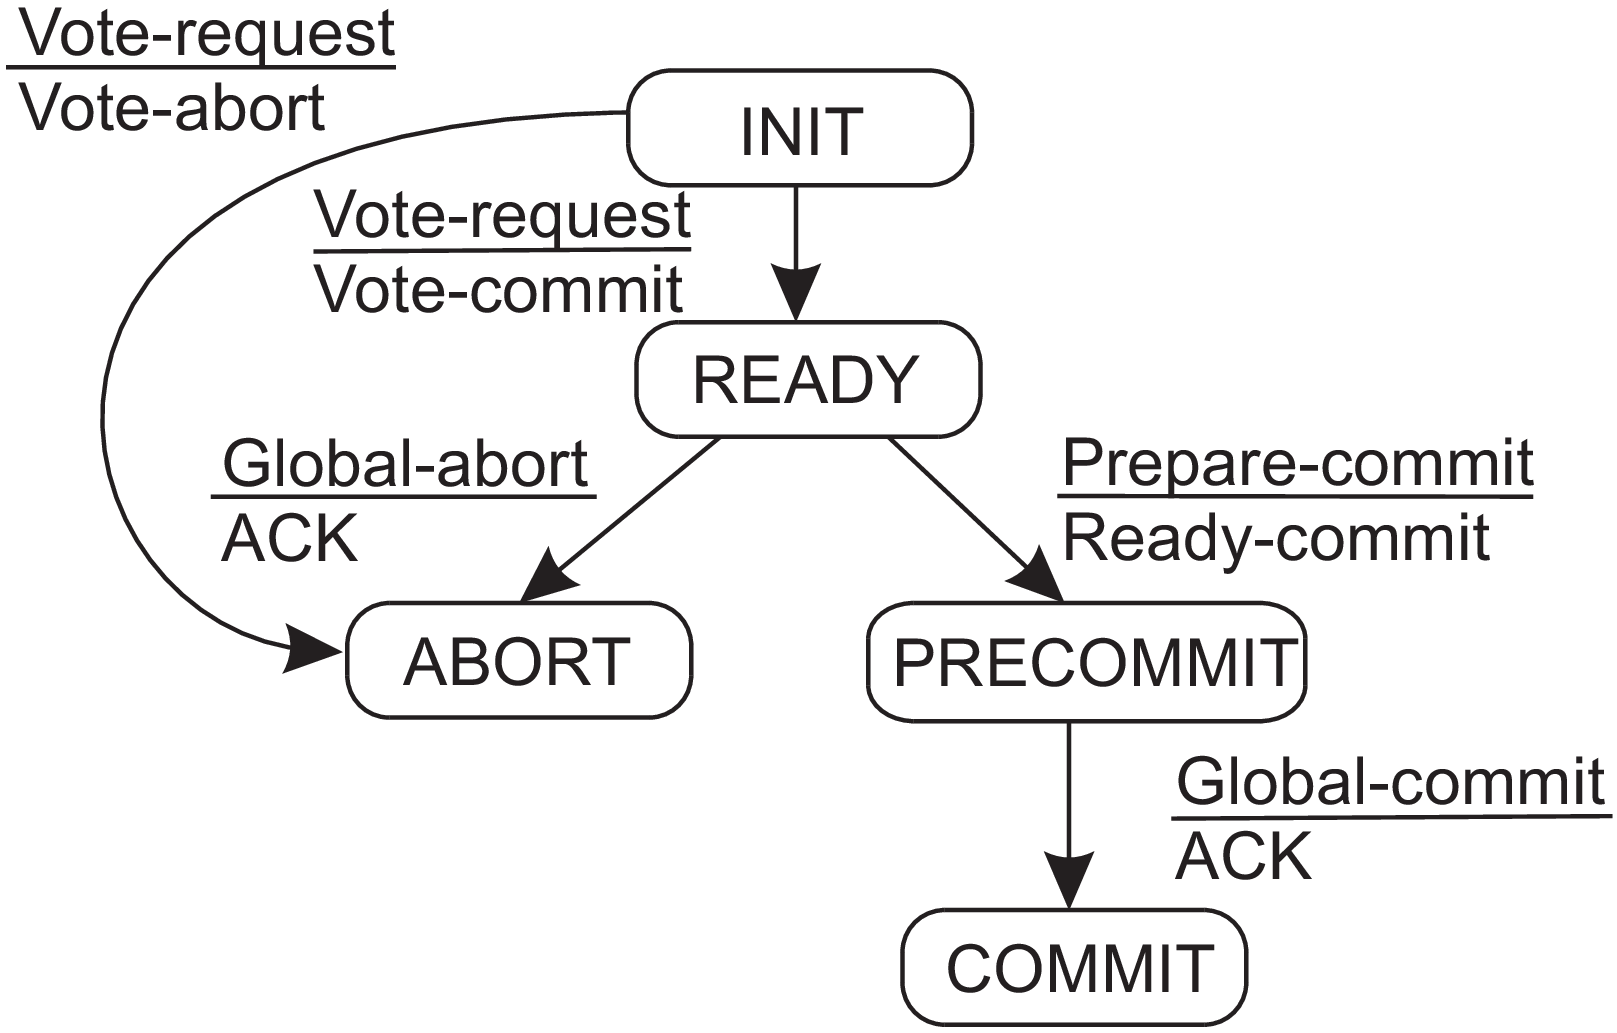 Vote-request
Vote-abort
INIT
Vote-request
Vote-commit
READY
Global-abort
ACK
Prepare-commit
Ready-commit
ABORT
PRECOMMIT
Global-commit
ACK
COMMIT